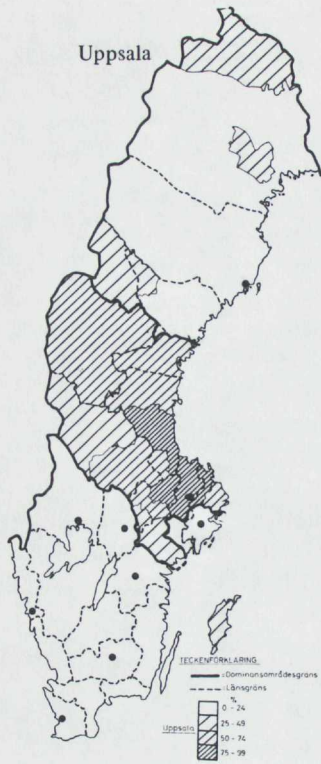 Uppsala
TECKENFÖRKLARING
=Dominansområdesgräns
=Länsgräns
%
Uppsala
0 - 24
25 - 49
50 - 74
75 - 99